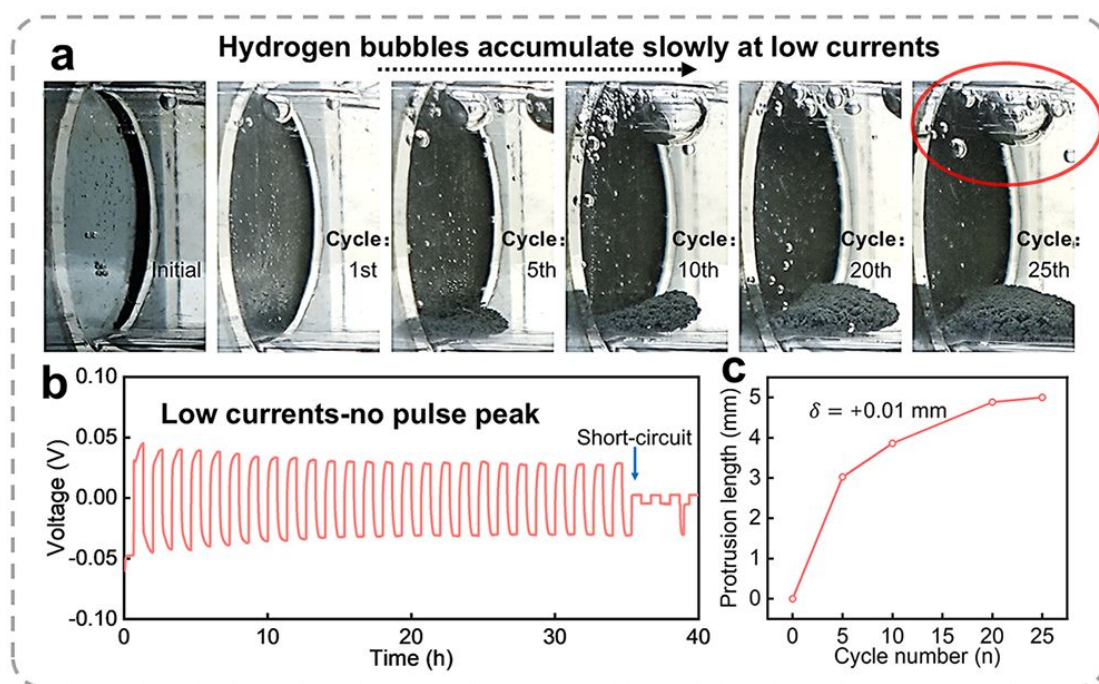 a
Hydrogen bubbles accumulate slowly at low currents
Initial
Cycle:
1st
Cycle:
5th
Cycle:
10th
Cycle:
20th
Cycle:
25th
b
Low currents-no pulse peak
Short-circuit
Voltage (V)
0.10
0.05
0.00
-0.05
-0.10
0 10 20 30 40
Time (h)
c
δ = +0.01 mm
Protrusion length (mm)
5
4
3
2
1
0
0 5 10 15 20 25
Cycle number (n)